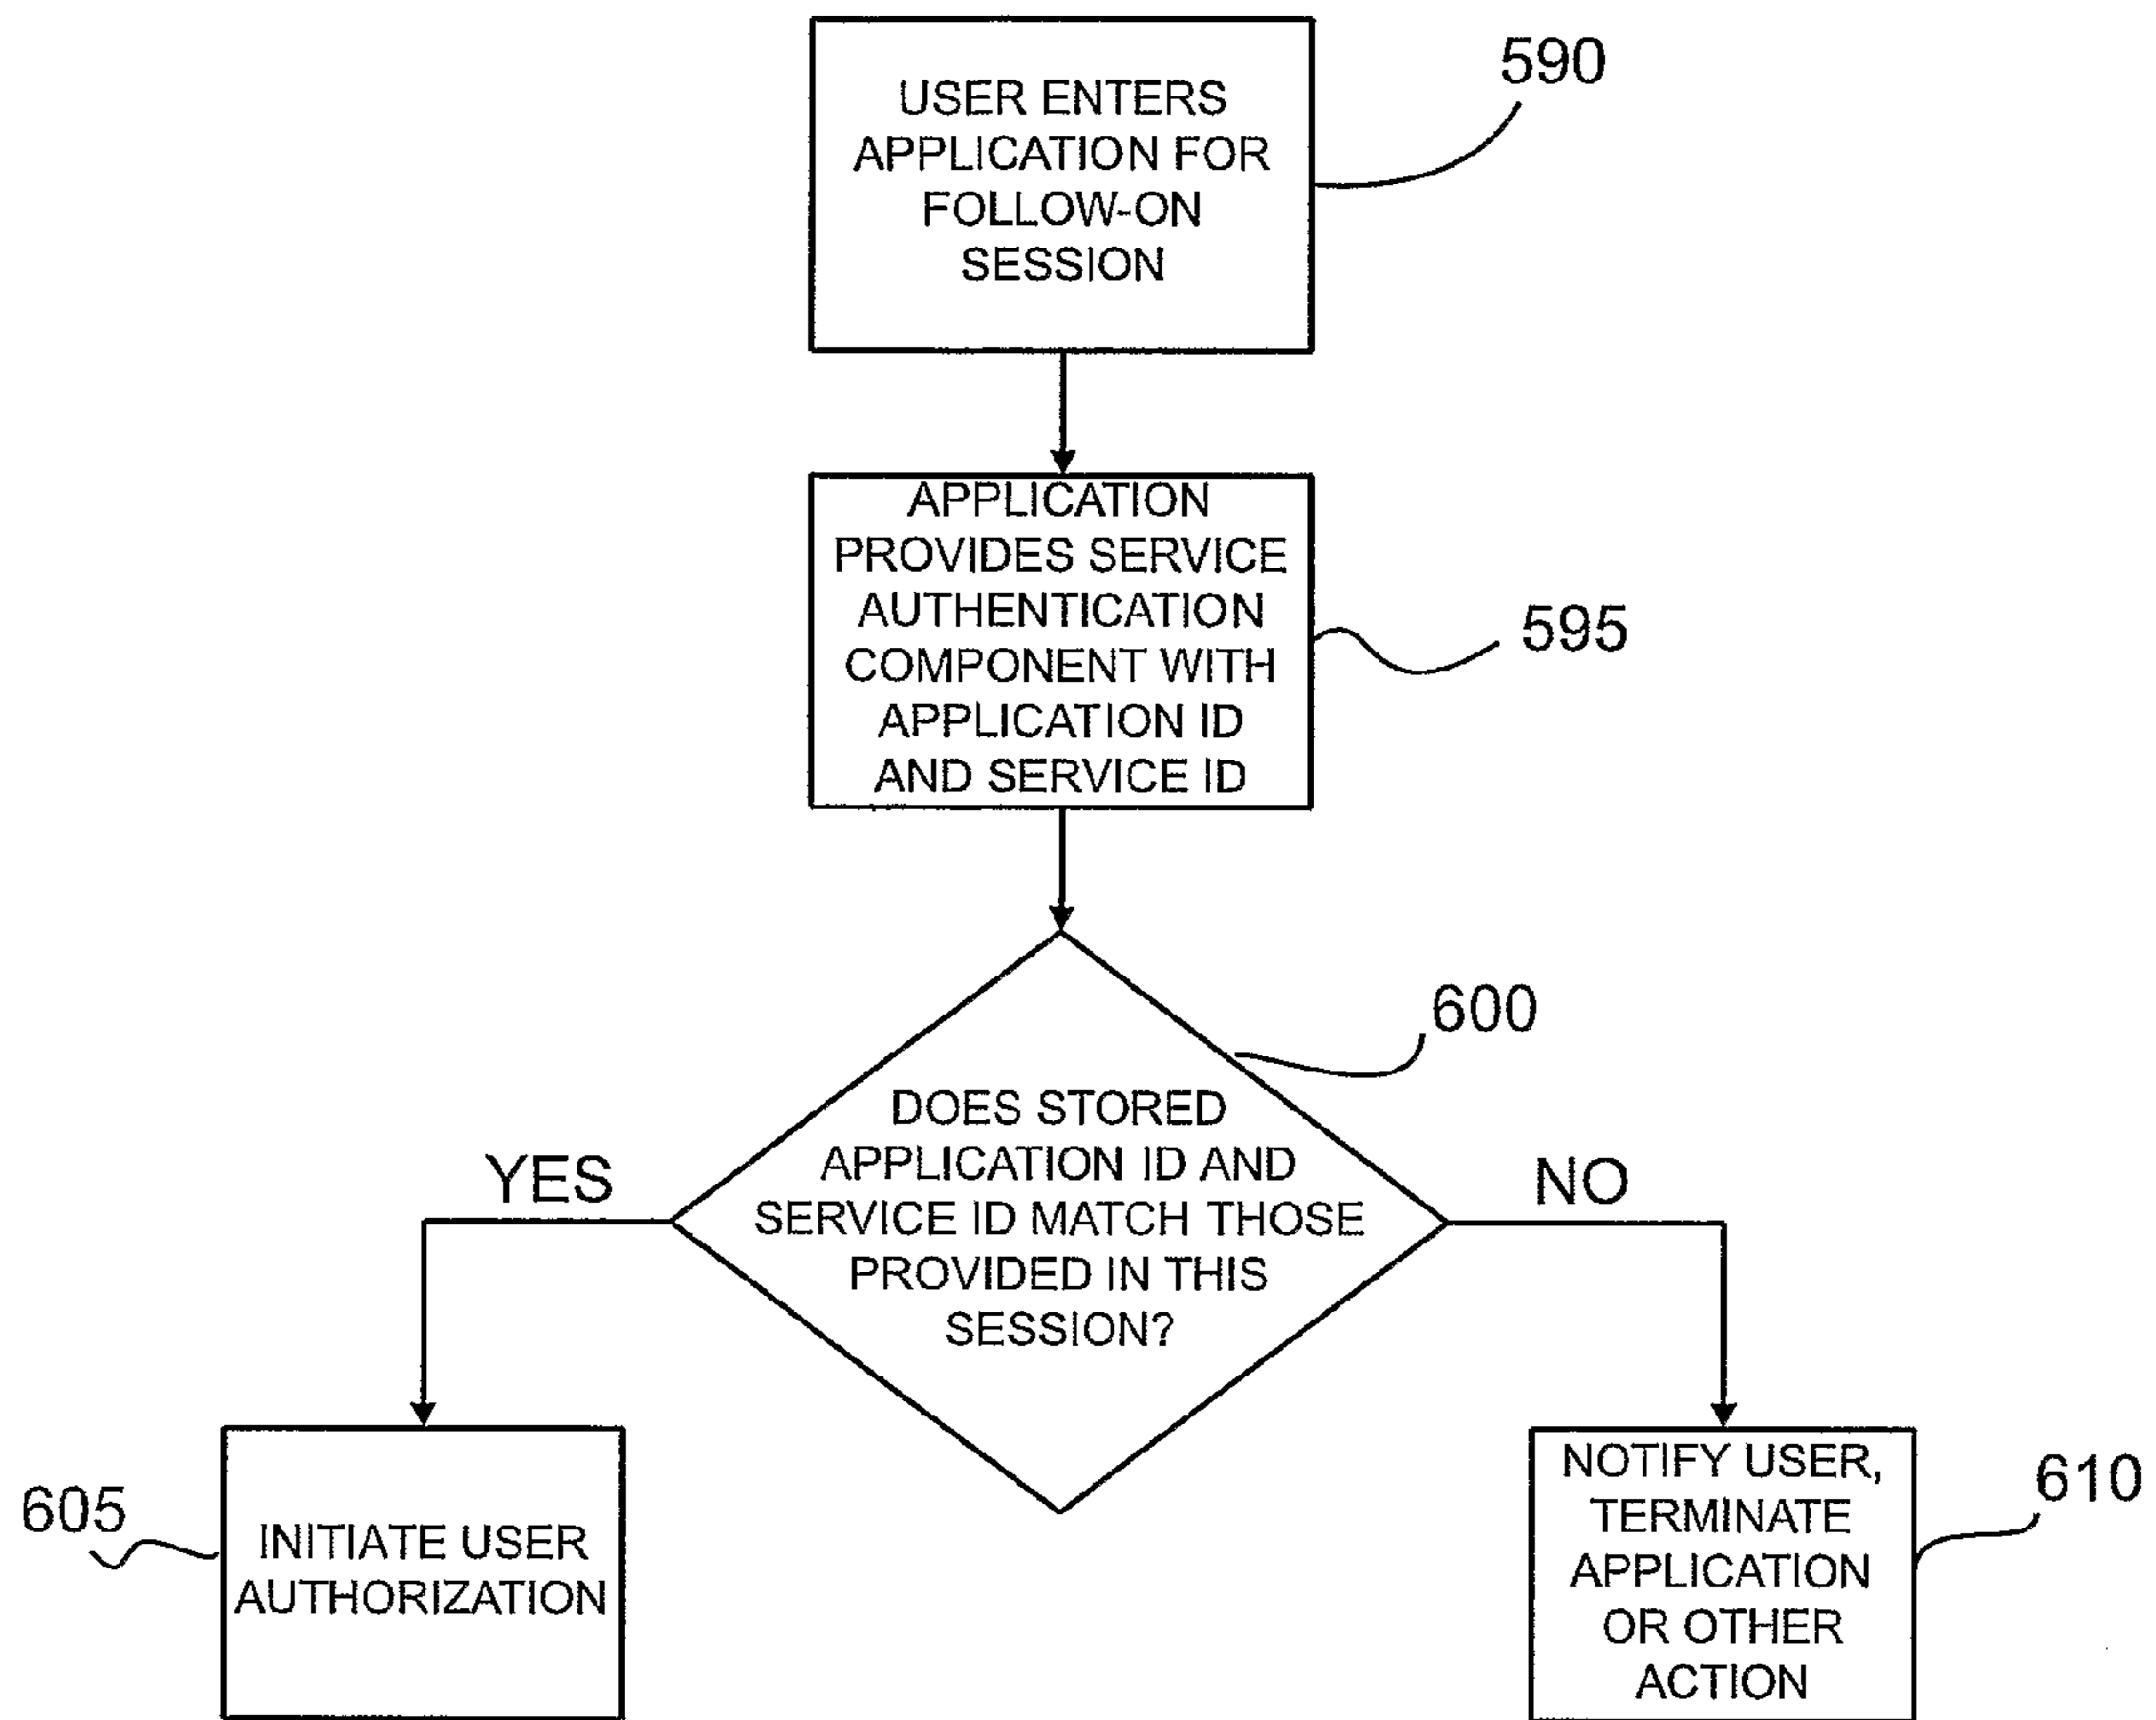 USER ENTERS
APPLICATION FOR
FOLLOW-ON
SESSION
590
APPLICATION
PROVIDES SERVICE
AUTHENTICATION
COMPONENT WITH
APPLICATION ID
AND SERVICE ID
595
600
DOES STORED
APPLICATION ID AND
SERVICE ID MATCH THOSE
PROVIDED IN THIS
SESSION?
YES
NO
605
INITIATE USER
AUTHORIZATION
NOTIFY USER,
TERMINATE
APPLICATION
OR OTHER
ACTION
610